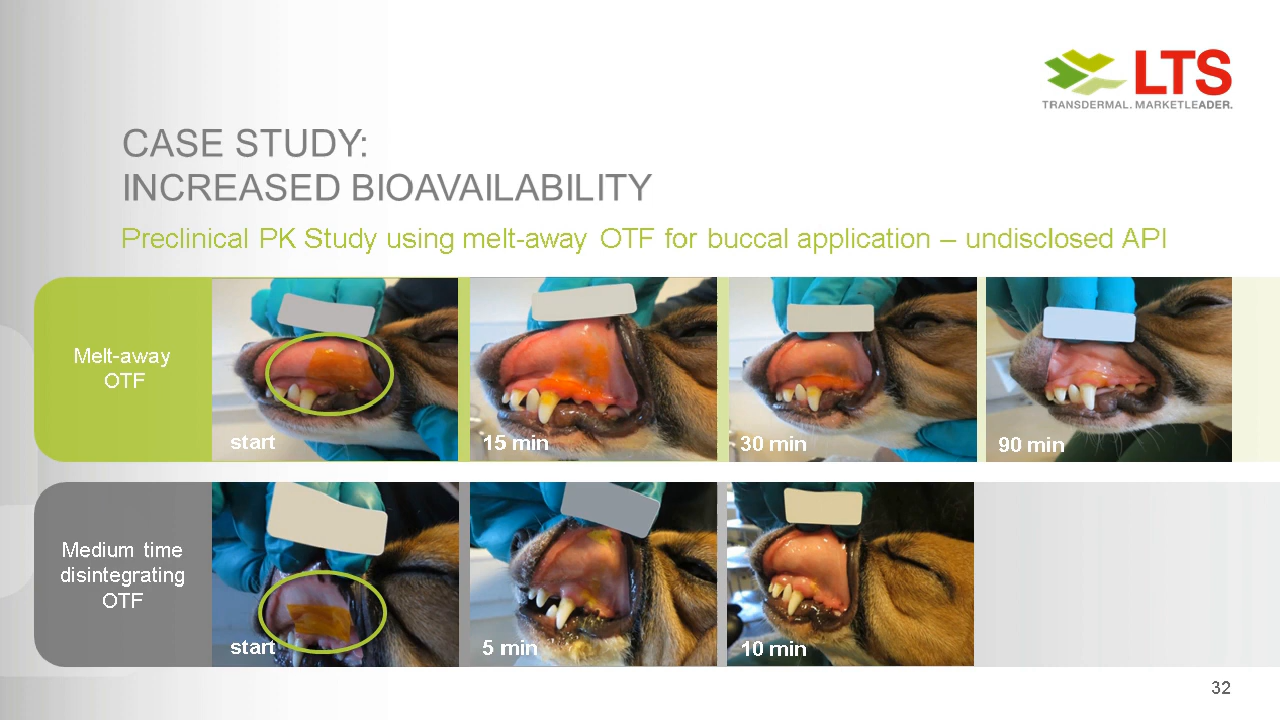 LTS
TRANSDERMAL. MARKETLEADER.
CASE STUDY:
INCREASED BIOAVAILABILITY
Preclinical PK Study using melt-away OTF for buccal application – undisclosed API
Melt-away
OTF
start
15 min
30 min
90 min
Medium time
disintegrating
OTF
start
5 min
10 min
32